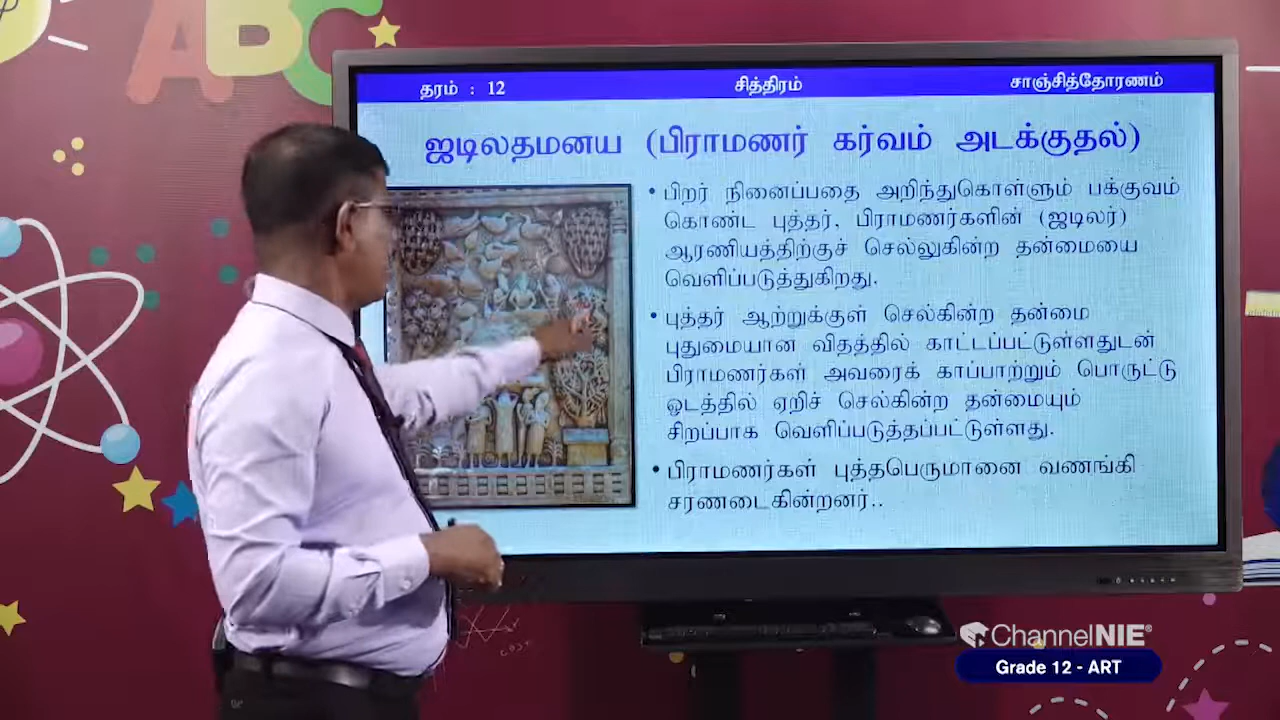 ABC
தரம் : 12 சித்திரம் சாஞ்சித்தோரணம்
ஜடிலதமனய (பிராமணர் கர்வம் அடக்குதல்)
• பிறர் நினைப்பதை அறிந்துகொள்ளும் பக்குவம்
கொண்ட புத்தர், பிராமணர்களின் (ஜடிலர்)
ஆரணியத்திற்குச் செல்லுகின்ற தன்மையை
வெளிப்படுத்துகிறது.
• புத்தர் ஆற்றுக்குள் செல்கின்ற தன்மை
புதுமையான விதத்தில் காட்டப்பட்டுள்ளதுடன்
பிராமணர்கள் அவரைக் காப்பாற்றும் பொருட்டு
ஓடத்தில் ஏறிச் செல்கின்ற தன்மையும்
சிறப்பாக வெளிப்படுத்தப்பட்டுள்ளது.
• பிராமணர்கள் புத்தபெருமானை வணங்கி
சரணடைகின்றனர்..
ChannelNIE®
Grade 12 - ART